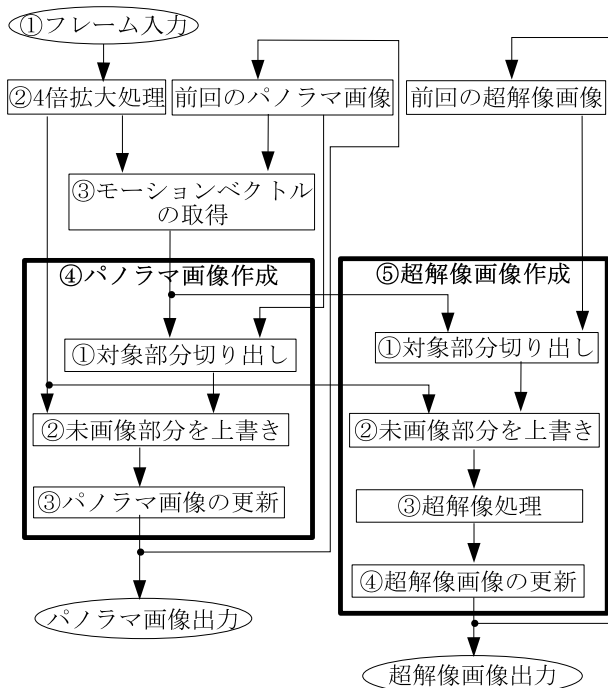 ①フレーム入力
②4倍拡大処理
前回のパノラマ画像
前回の超解像画像
③モーションベクトル
の取得
④パノラマ画像作成
①対象部分切り出し
②未画像部分を上書き
③パノラマ画像の更新
パノラマ画像出力
⑤超解像画像作成
①対象部分切り出し
②未画像部分を上書き
③超解像処理
④超解像画像の更新
超解像画像出力